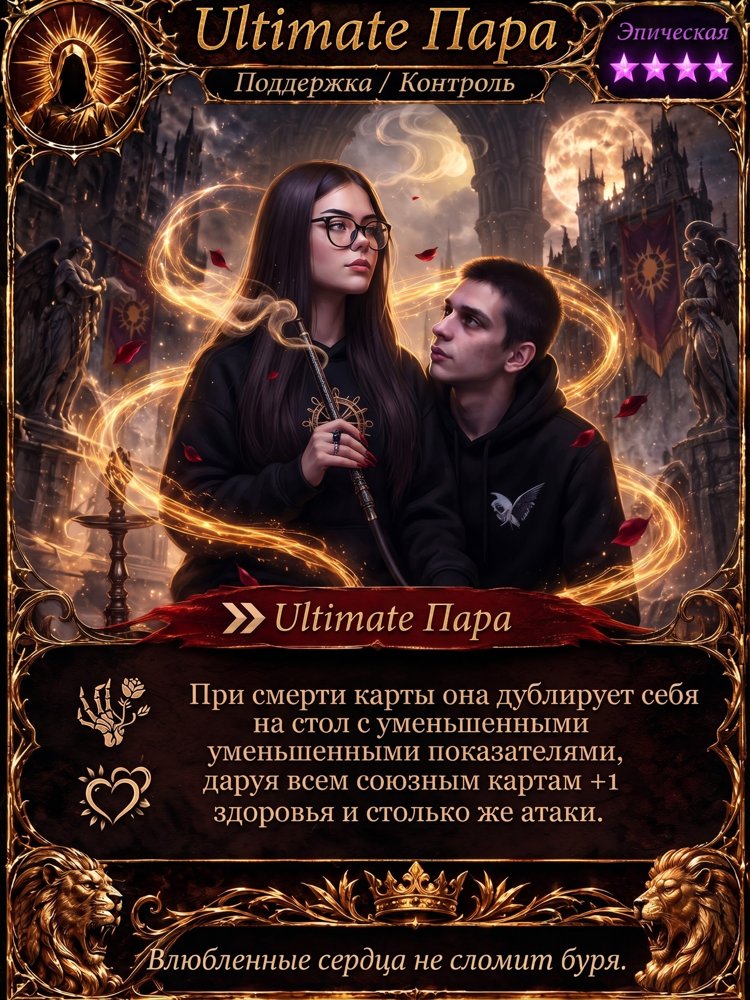 Ultimate Пара
Эпическая
Поддержка / Контроль
Ultimate Пара
При смерти карты она дублирует себя
на стол с уменьшенными
уменьшенными показателями,
даруя всем союзным картам +1
здоровья и столько же атаки.
Влюбленные сердца не сломит буря.